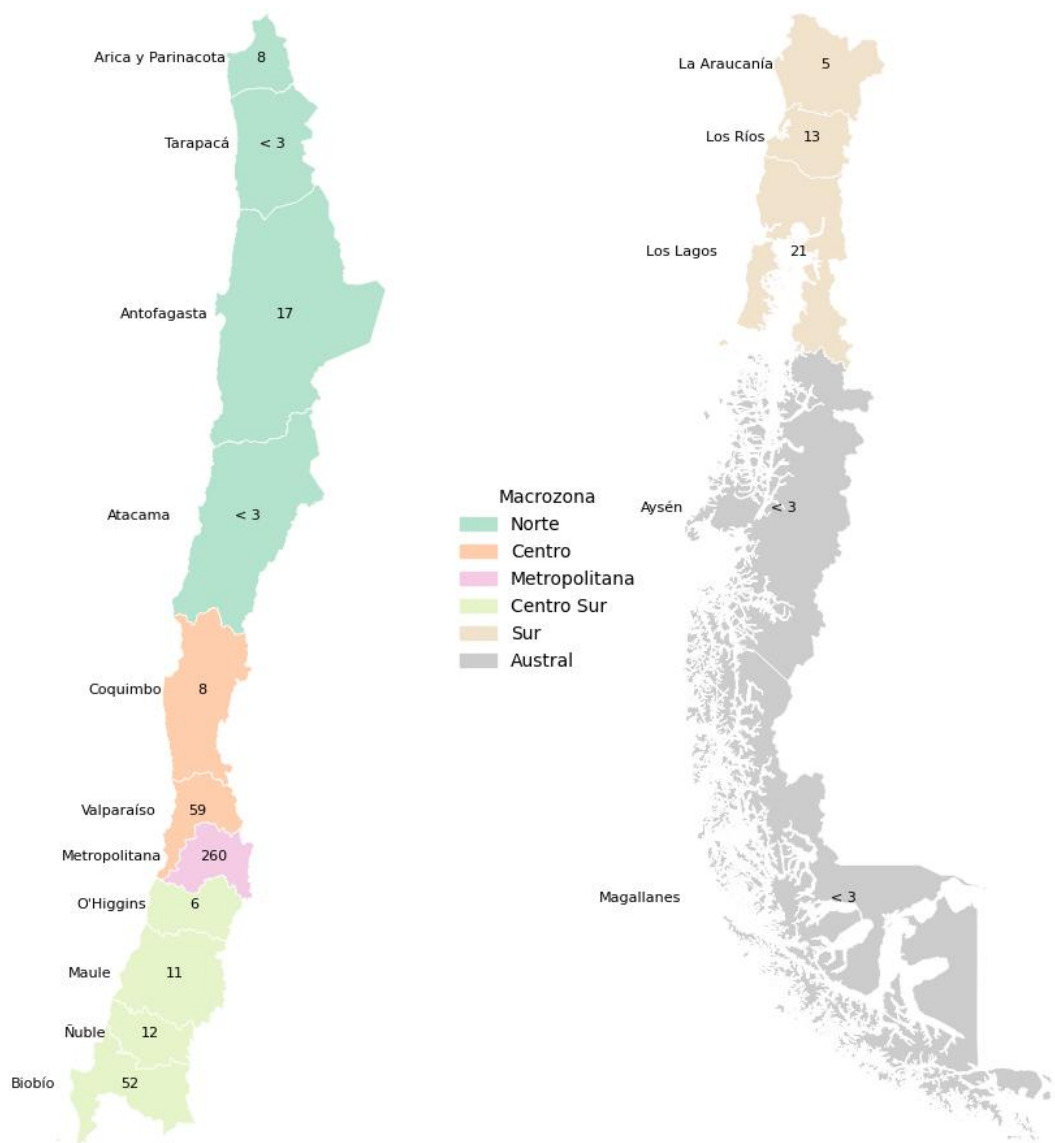 Arica y Parinacota 8
Tarapacá < 3
Antofagasta 17
Atacama < 3
Coquimbo 8
Valparaíso 59
Metropolitana 260
O'Higgins 6
Maule 11
Ñuble 12
Biobío 52
Macrozona
Norte
Centro
Metropolitana
Centro Sur
Sur
Austral
La Araucanía 5
Los Ríos 13
Los Lagos 21
Aysén < 3
Magallanes < 3